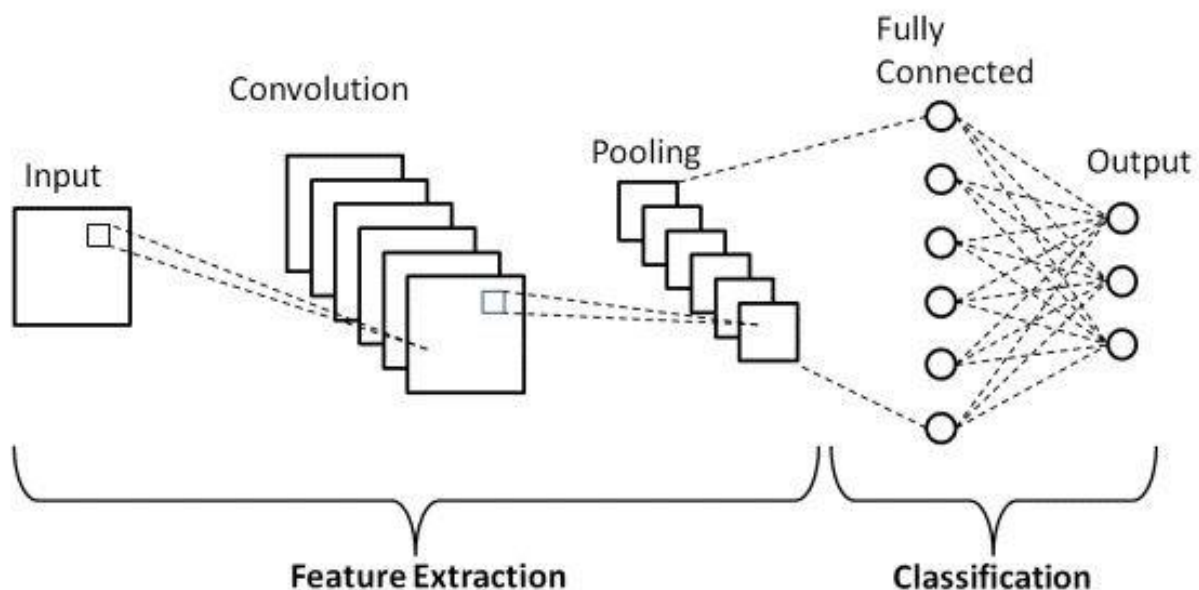 Input
Convolution
Pooling
Fully
Connected
Output
Feature Extraction
Classification